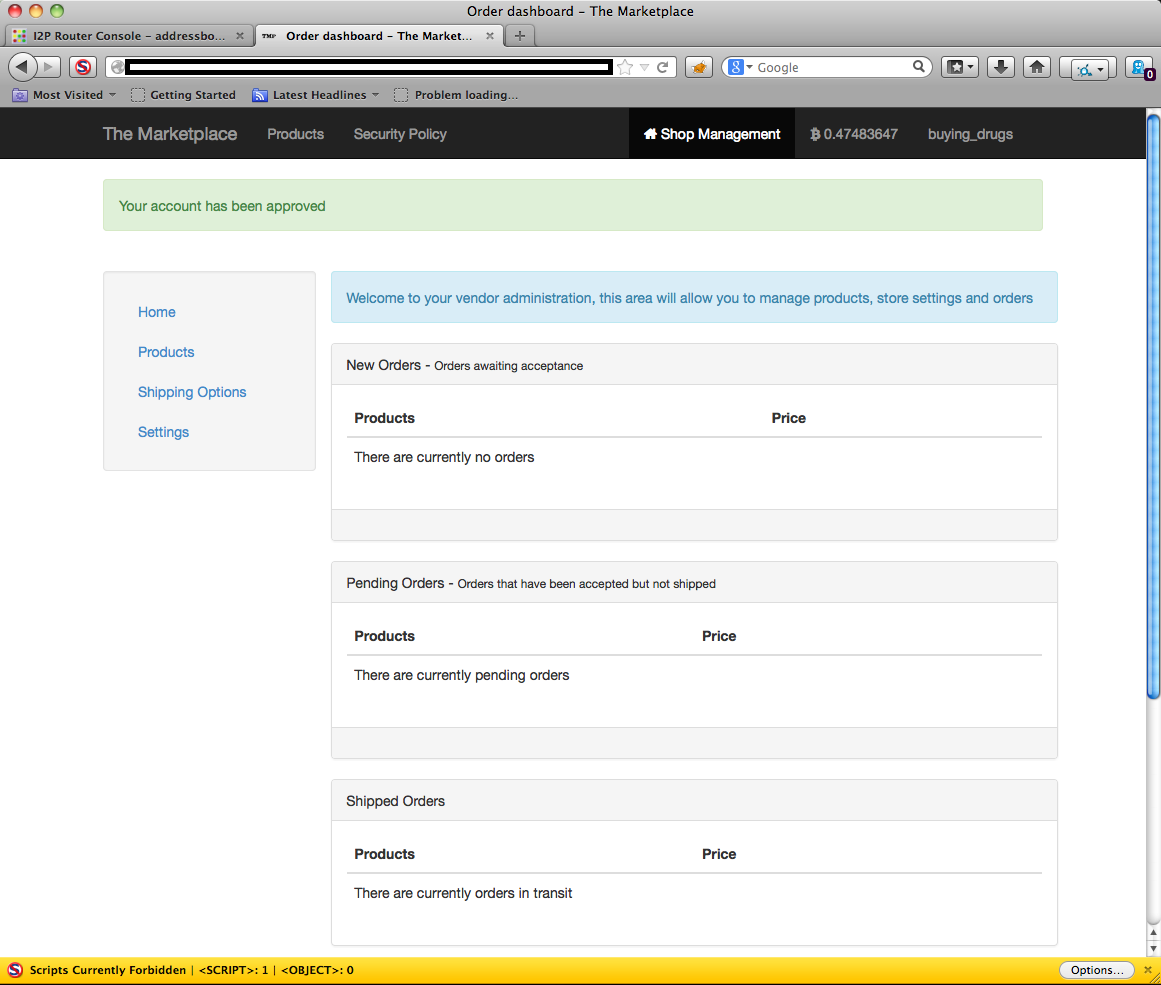 Order dashboard – The Marketplace
I2P Router Console – addressbo...
TMP Order dashboard – The Market...
Google
0
Most Visited
Getting Started
Latest Headlines
Problem loading...
The Marketplace
Products
Security Policy
Shop Management
0.47483647
buying_drugs
Your account has been approved
Home
Products
Shipping Options
Settings
Welcome to your vendor administration, this area will allow you to manage products, store settings and orders
New Orders - Orders awaiting acceptance
Products Price
There are currently no orders
Pending Orders - Orders that have been accepted but not shipped
Products Price
There are currently pending orders
Shipped Orders
Products Price
There are currently orders in transit
Scripts Currently Forbidden | <SCRIPT>: 1 | <OBJECT>: 0
Options...